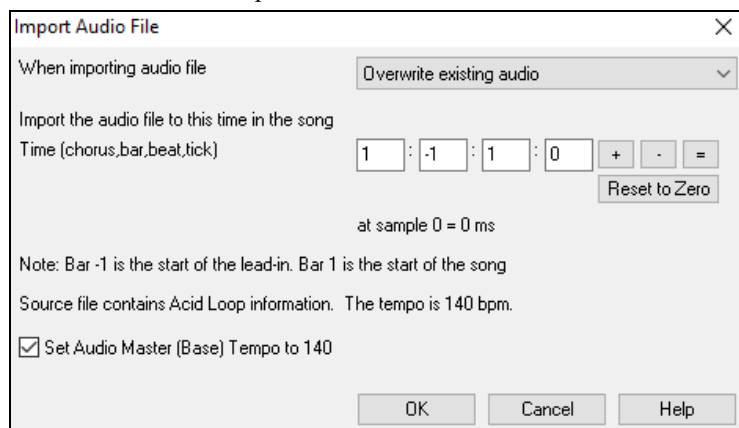 Import Audio File
When importing audio file Overwrite existing audio
Import the audio file to this time in the song
Time (chorus,bar,beat,tick) 1 : -1 : 1 : 0 + - =
Reset to Zero
at sample 0 = 0 ms
Note: Bar -1 is the start of the lead-in. Bar 1 is the start of the song
Source file contains Acid Loop information. The tempo is 140 bpm.
Set Audio Master (Base) Tempo to 140
OK Cancel Help